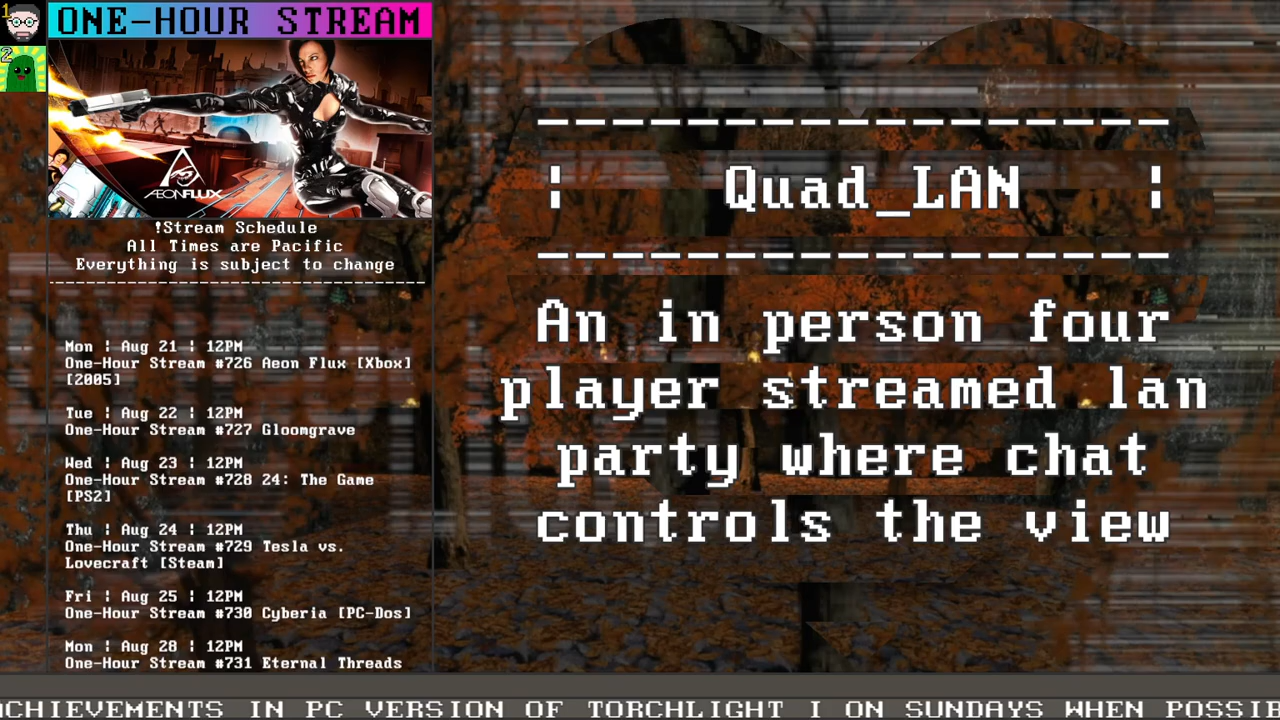 1
2
ONE-HOUR STREAM
ÆONFLUX
!Stream Schedule
All Times are Pacific
Everything is subject to change
--------------------------------------
Mon ¦ Aug 21 ¦ 12PM
One-Hour Stream #726 Aeon Flux [Xbox]
[2005]
Tue ¦ Aug 22 ¦ 12PM
One-Hour Stream #727 Gloomgrave
Wed ¦ Aug 23 ¦ 12PM
One-Hour Stream #728 24: The Game
[PS2]
Thu ¦ Aug 24 ¦ 12PM
One-Hour Stream #729 Tesla vs.
Lovecraft [Steam]
Fri ¦ Aug 25 ¦ 12PM
One-Hour Stream #730 Cyberia [PC-Dos]
Mon ¦ Aug 28 ¦ 12PM
One-Hour Stream #731 Eternal Threads
-----------------
¦ Quad_LAN ¦
-----------------
An in person four
player streamed lan
party where chat
controls the view
CHIEVEMENTS IN PC VERSION OF TORCHLIGHT I ON SUNDAYS WHEN POSSIB